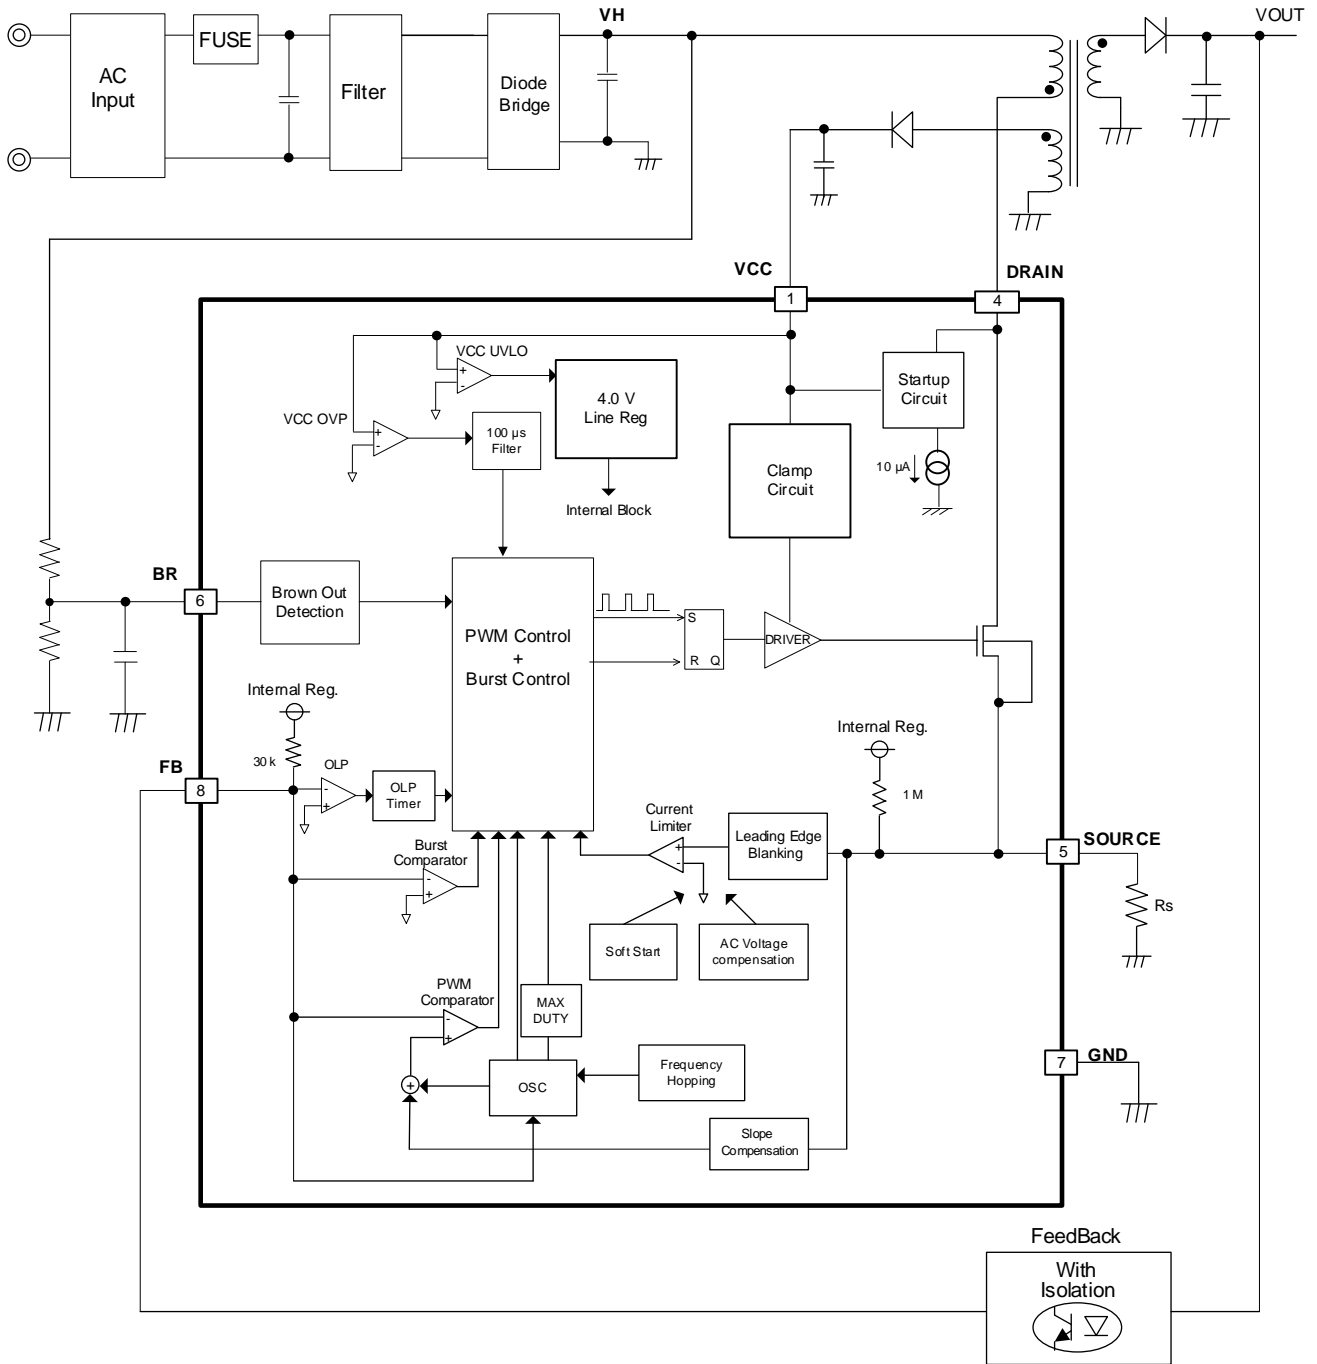 VH
VOUT
FUSE
AC
Input
Filter
Diode
Bridge
VCC
DRAIN
1
4
VCC UVLO
+
-
4.0 V
Line Reg
Startup
Circuit
VCC OVP
+
-
100 µs
Filter
Clamp
Circuit
10 µA
Internal Block
BR
6
Brown Out
Detection
PWM Control
+
Burst Control
S
R Q
DRIVER
Internal Reg.
30 k
Internal Reg.
FB
8
OLP
-
+
OLP
Timer
1 M
Current
Limiter
+
-
Leading Edge
Blanking
SOURCE
5
Burst
Comparator
-
+
Rs
Soft Start
AC Voltage
compensation
PWM
Comparator
-
+
MAX
DUTY
GND
7
+
OSC
Frequency
Hopping
Slope
Compensation
FeedBack
With
Isolation